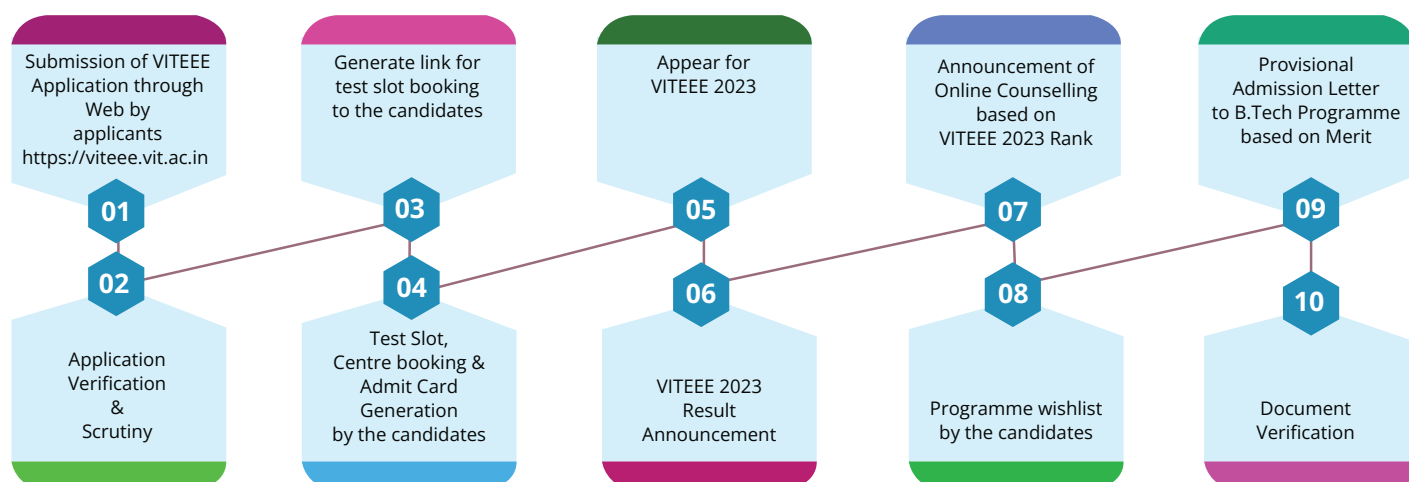 Submission of VITEEE
Application through
Web by
applicants
https://viteee.vit.ac.in
01
02
Application
Verification
&
Scrutiny
Generate link for
test slot booking
to the candidates
03
04
Test Slot,
Centre booking &
Admit Card
Generation
by the candidates
Appear for
VITEEE 2023
05
06
VITEEE 2023
Result
Announcement
Announcement of
Online Counselling
based on
VITEEE 2023 Rank
07
08
Programme wishlist
by the candidates
Provisional
Admission Letter
to B.Tech Programme
based on Merit
09
10
Document
Verification